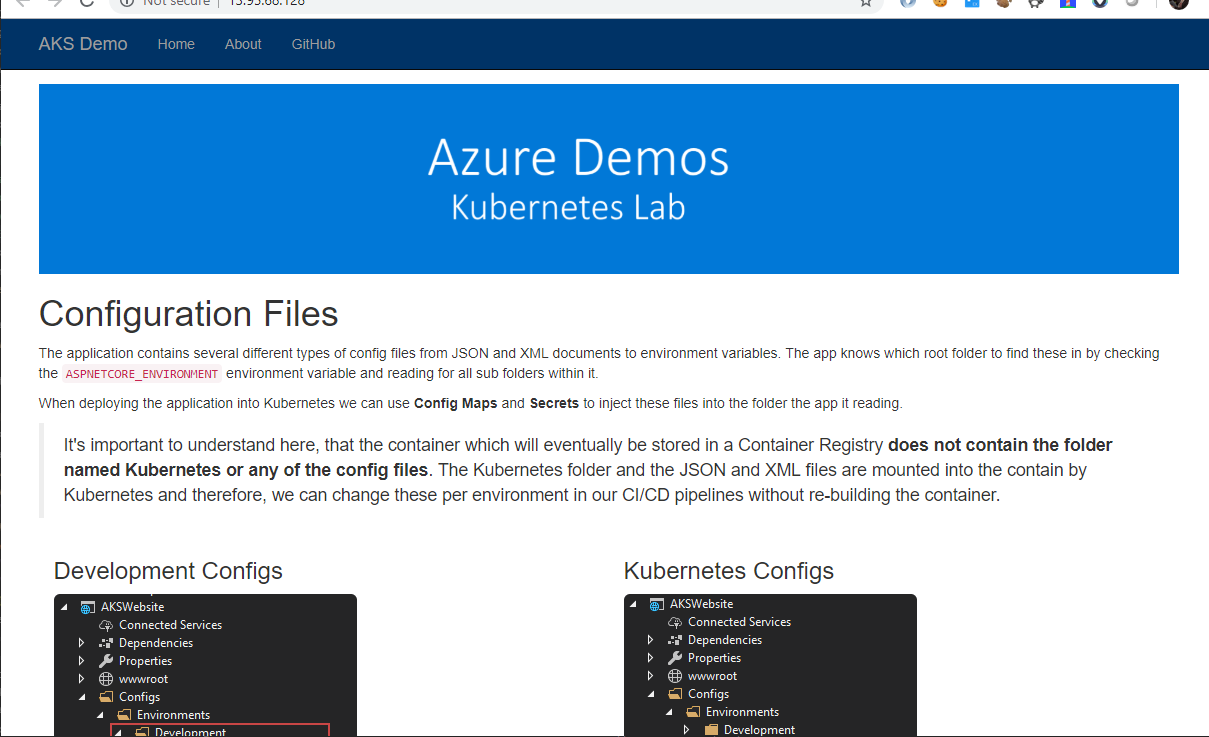 Not secure | 13.95.68.128
AKS Demo Home About GitHub
Azure Demos
Kubernetes Lab
Configuration Files
The application contains several different types of config files from JSON and XML documents to environment variables. The app knows which root folder to find these in by checking
the ASPNETCORE_ENVIRONMENT environment variable and reading for all sub folders within it.
When deploying the application into Kubernetes we can use Config Maps and Secrets to inject these files into the folder the app it reading.
It's important to understand here, that the container which will eventually be stored in a Container Registry does not contain the folder
named Kubernetes or any of the config files. The Kubernetes folder and the JSON and XML files are mounted into the contain by
Kubernetes and therefore, we can change these per environment in our CI/CD pipelines without re-building the container.
Development Configs
AKSWebsite
Connected Services
Dependencies
Properties
wwwroot
Configs
Environments
Development
Kubernetes Configs
AKSWebsite
Connected Services
Dependencies
Properties
wwwroot
Configs
Environments
Development